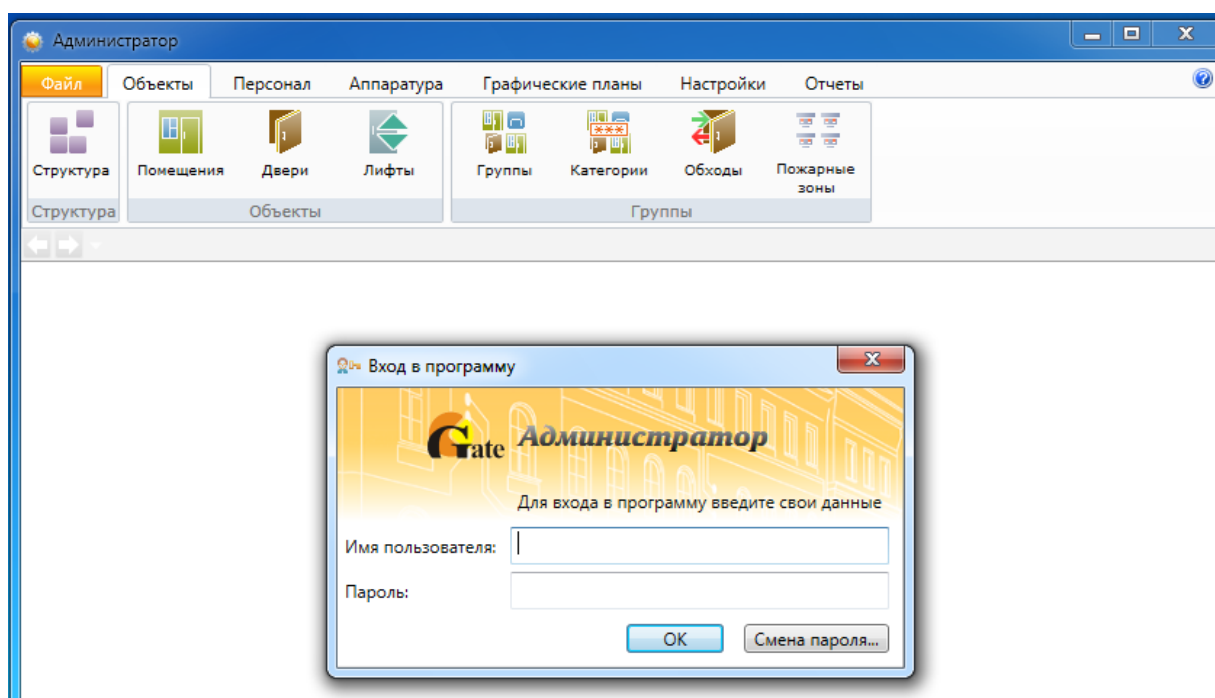 Администратор
Файл Объекты Персонал Аппаратура Графические планы Настройки Отчеты
Структура Помещения Двери Лифты Группы Категории Обходы Пожарные
зоны
Структура Объекты Группы
Вход в программу
Gate Администратор
Для входа в программу введите свои данные
Имя пользователя:
Пароль:
OK Смена пароля...